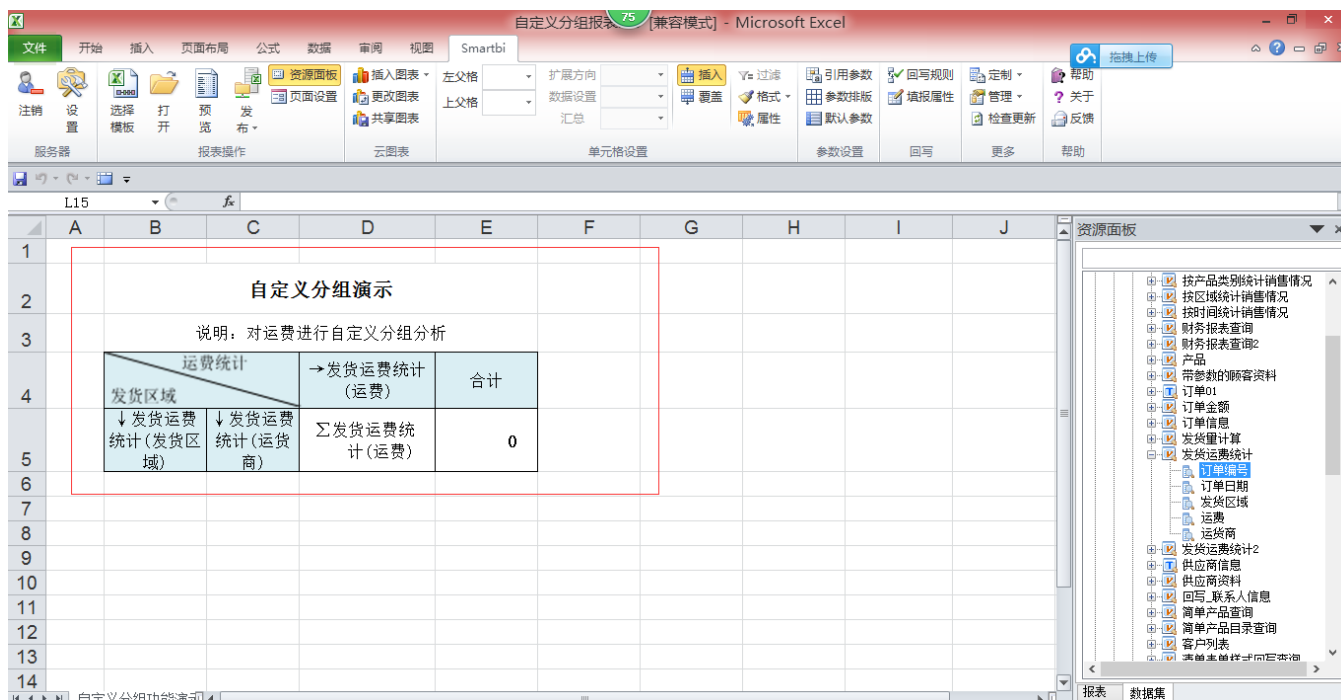 自定义分组报表 75 [兼容模式] - Microsoft Excel
文件 开始 插入 页面布局 公式 数据 审阅 视图 Smartbi
拖拽上传
注销 设置 选择模板 打开 预览 发布 资源面板 页面设置
插入图表 更改图表 共享图表
左父格 上父格 扩展方向 数据设置 汇总 插入 覆盖 过滤 格式 属性
引用参数 参数排版 默认参数 回写规则 填报属性
定制 管理 检查更新 帮助 关于 反馈
服务器 报表操作 云图表 单元格设置 参数设置 回写 更多 帮助
L15 fx
A B C D E F G H I J
1
2 自定义分组演示
3 说明：对运费进行自定义分组分析
4 运费统计 发货区域 →发货运费统计(运费) 合计
5 ↓发货运费统计(发货区域) ↓发货运费统计(运货商) ∑发货运费统计(运费) 0
6
7
8
9
10
11
12
13
14
自定义分组功能演示
资源面板
按产品类别统计销售情况
按区域统计销售情况
按时间统计销售情况
财务报表查询
财务报表查询2
产品
带参数的顾客资料
订单01
订单金额
订单信息
发货量计算
发货运费统计
订单编号
订单日期
发货区域
运费
运货商
发货运费统计2
供应商信息
供应商资料
回写_联系人信息
简单产品查询
简单产品目录查询
客户列表
报表 数据集